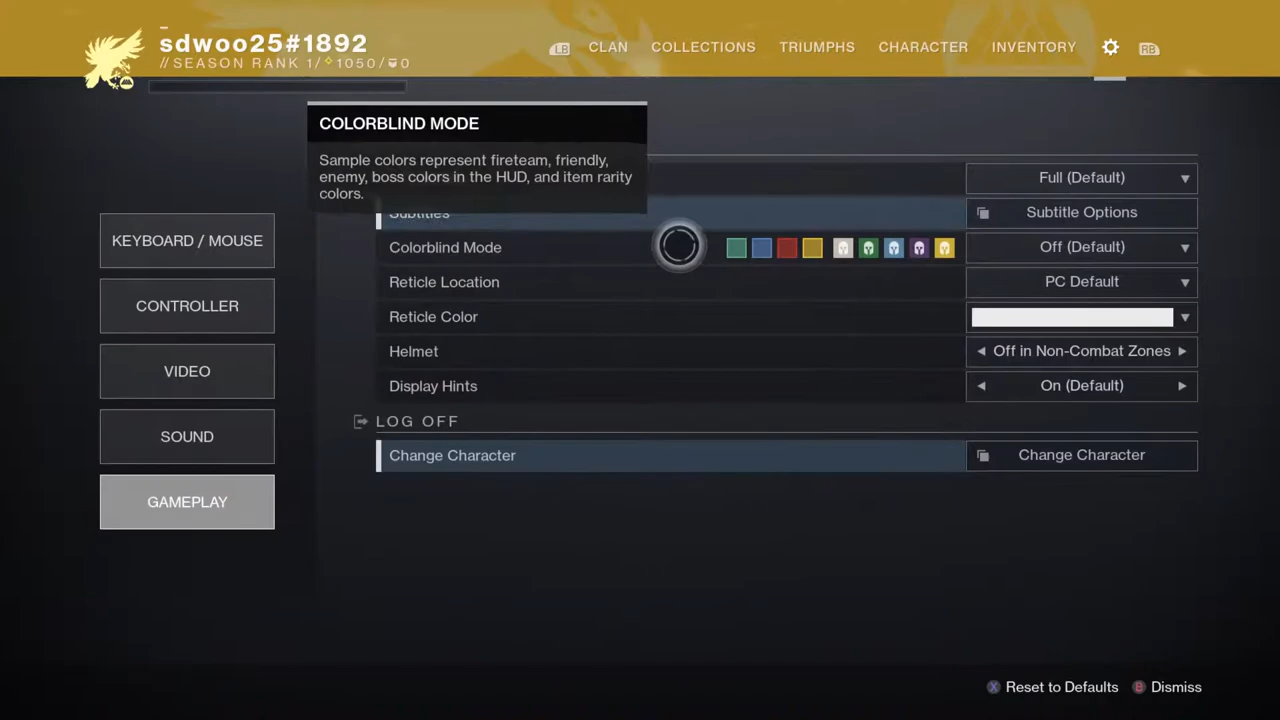 sdwoo25#1892
//SEASON RANK 1/✧1050/0
LB CLAN COLLECTIONS TRIUMPHS CHARACTER INVENTORY RB
COLORBLIND MODE
Sample colors represent fireteam, friendly,
enemy, boss colors in the HUD, and item rarity
colors.
Full (Default)
Subtitles Subtitle Options
Colorblind Mode Off (Default)
Reticle Location PC Default
Reticle Color
Helmet Off in Non-Combat Zones
Display Hints On (Default)
LOG OFF
Change Character Change Character
KEYBOARD / MOUSE
CONTROLLER
VIDEO
SOUND
GAMEPLAY
X Reset to Defaults B Dismiss